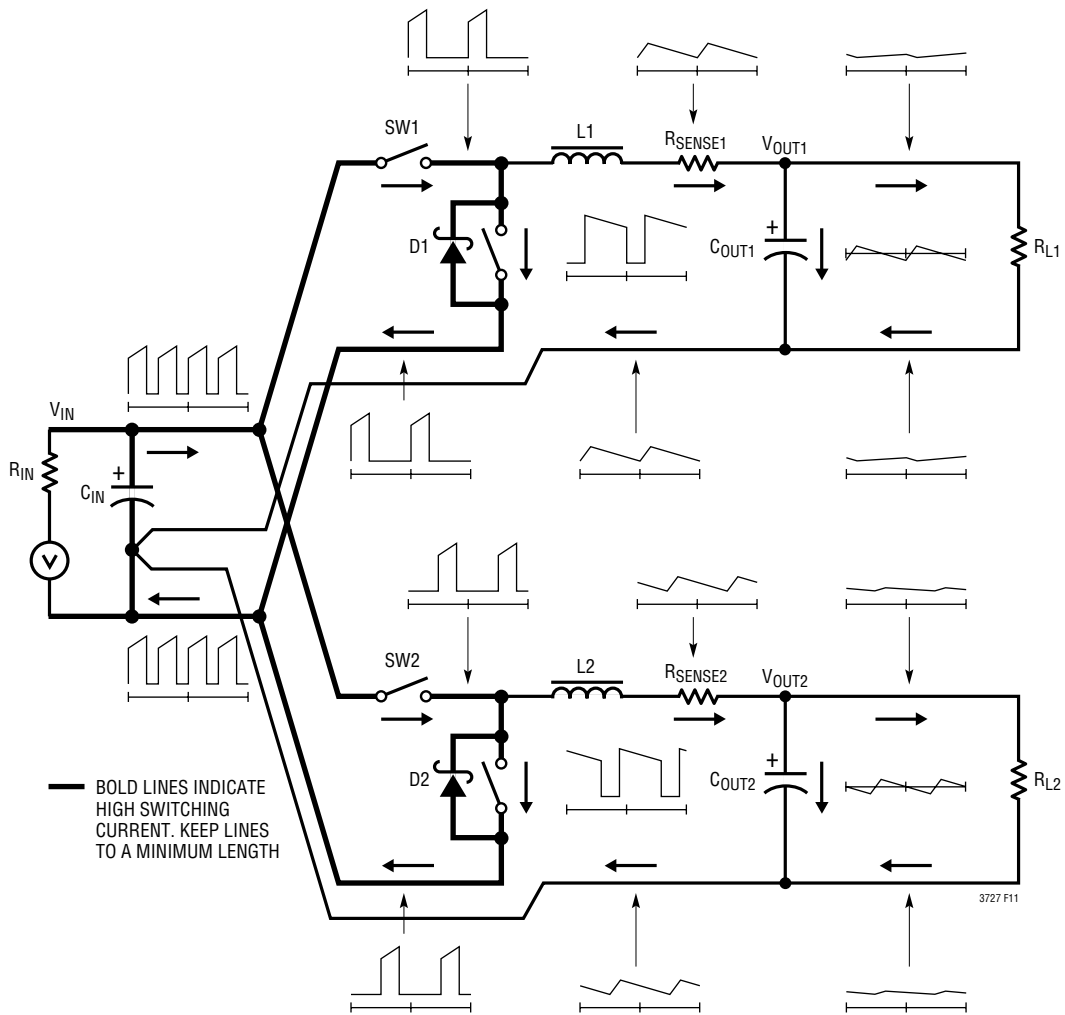 SW1
L1
RSENSE1
VOUT1
D1
COUT1
RL1
VIN
RIN
CIN
V
SW2
L2
RSENSE2
VOUT2
D2
COUT2
RL2
BOLD LINES INDICATE
HIGH SWITCHING
CURRENT. KEEP LINES
TO A MINIMUM LENGTH
3727 F11
+
+
+